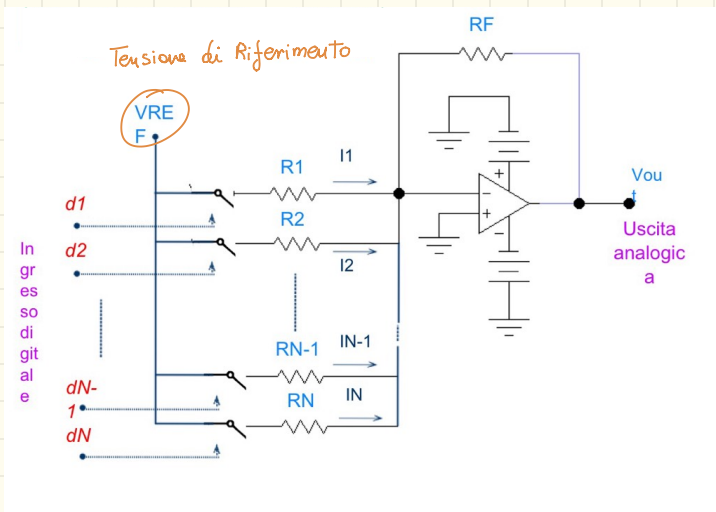 RF
Tensione di Riferimento
VRE
F
I1
R1
d1
R2
d2
I2
+
−
+
−
Vou
t
Uscita
analogic
a
In
gr
es
so
di
git
al
e
RN-1
IN-1
dN-
1
RN
IN
dN